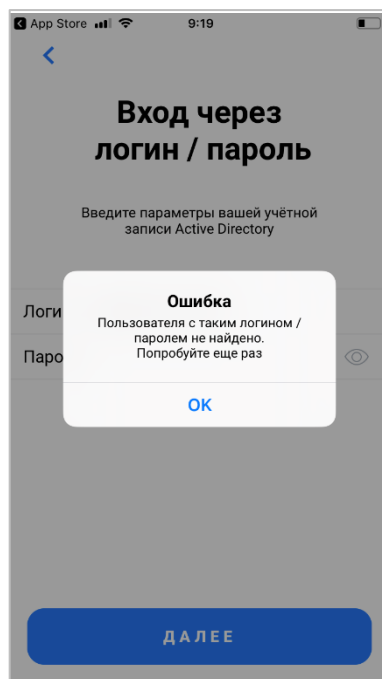 App Store 9:19
Вход через
логин / пароль
Введите параметры вашей учётной
записи Active Directory
Логи
Ошибка
Пользователя с таким логином /
паролем не найдено.
Попробуйте еще раз
Паро
OK
ДАЛЕЕ